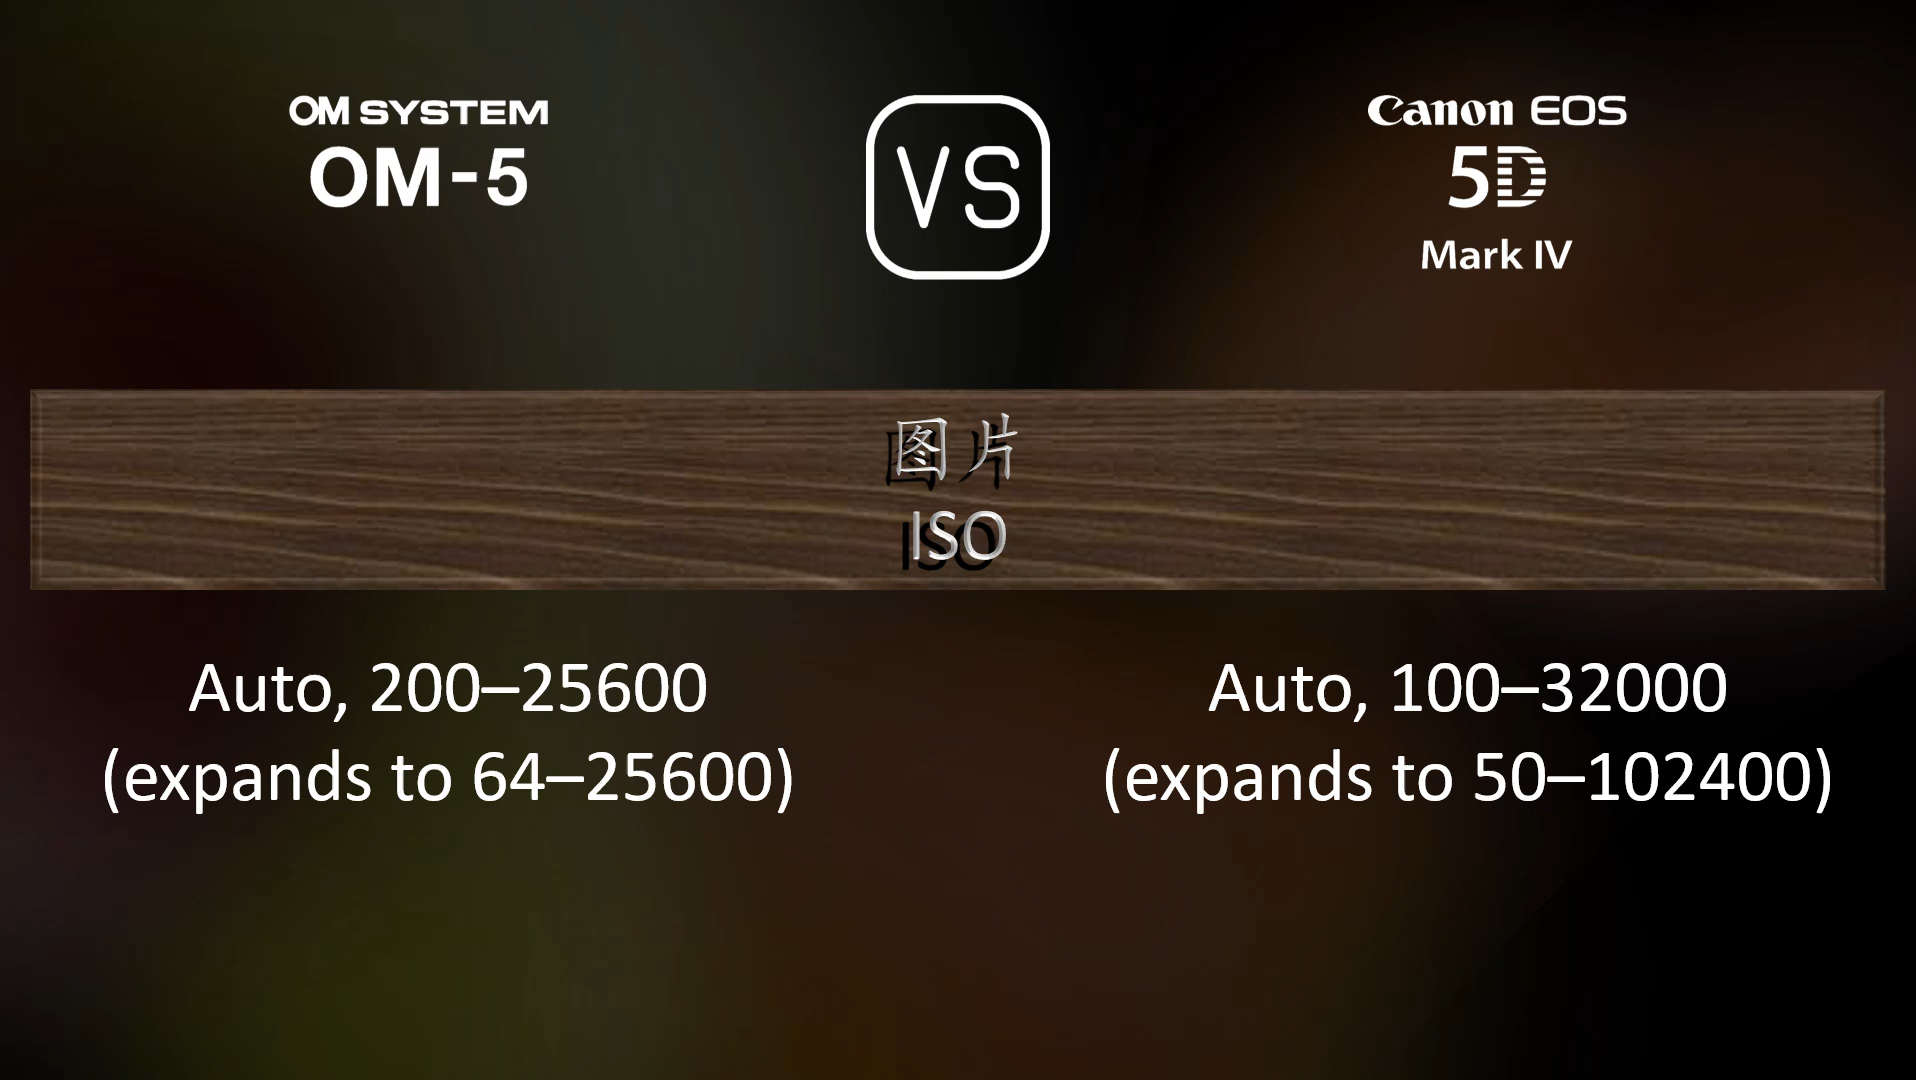 OM SYSTEM
OM-5
VS
Canon EOS
5D
Mark IV
图片
ISO
Auto, 200–25600
(expands to 64–25600)
Auto, 100–32000
(expands to 50–102400)